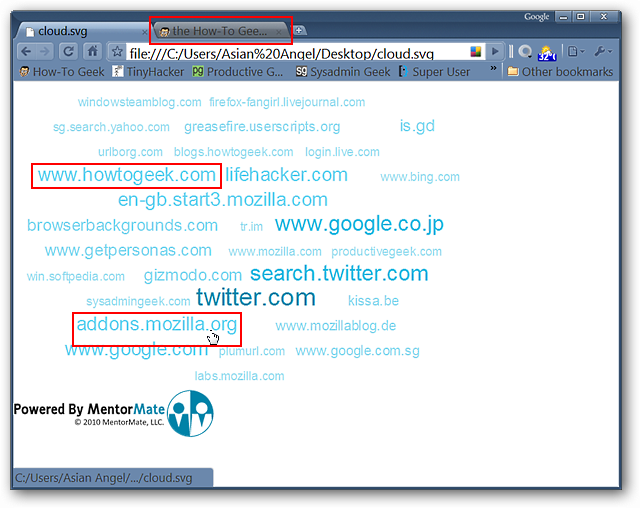 Google
cloud.svg
the How-To Gee...
file:///C:/Users/Asian%20Angel/Desktop/cloud.svg
32°F
How-To Geek TinyHacker Productive G... Sysadmin Geek Super User » Other bookmarks
windowsteamblog.com firefox-fangirl.livejournal.com
sg.search.yahoo.com greasefire.userscripts.org is.gd
urlborg.com blogs.howtogeek.com login.live.com
www.howtogeek.com lifehacker.com www.bing.com
en-gb.start3.mozilla.com
browserbackgrounds.com tr.im www.google.co.jp
www.getpersonas.com www.mozilla.com productivegeek.com
win.softpedia.com gizmodo.com search.twitter.com
sysadmingeek.com twitter.com kissa.be
addons.mozilla.org www.mozillablog.de
www.google.com plumurl.com www.google.com.sg
labs.mozilla.com
Powered By MentorMate
© 2010 MentorMate, LLC.
C:/Users/Asian Angel/.../cloud.svg